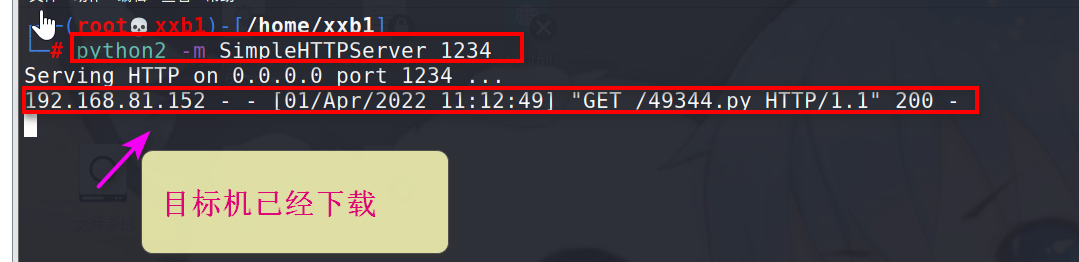 (root💀xxb1)-[/home/xxb1]
# python2 -m SimpleHTTPServer 1234
Serving HTTP on 0.0.0.0 port 1234 ...
192.168.81.152 - - [01/Apr/2022 11:12:49] "GET /49344.py HTTP/1.1" 200 -
目标机已经下载